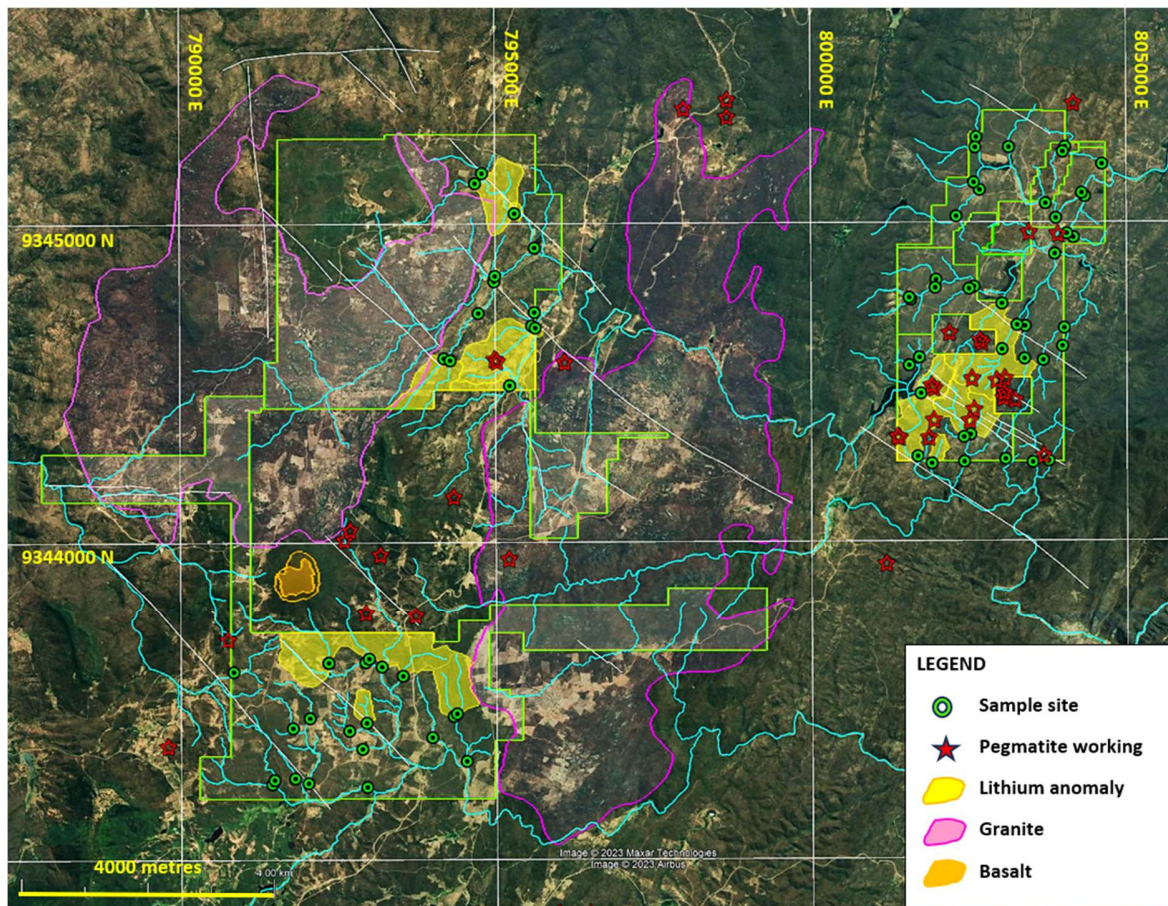 790000 E
795000 E
800000 E
805000 E
9345000 N
9344000 N
4000 metres
4.00 km
Image © 2023 Maxar Technologies
Image © 2023 Airbus
LEGEND
Sample site
Pegmatite working
Lithium anomaly
Granite
Basalt